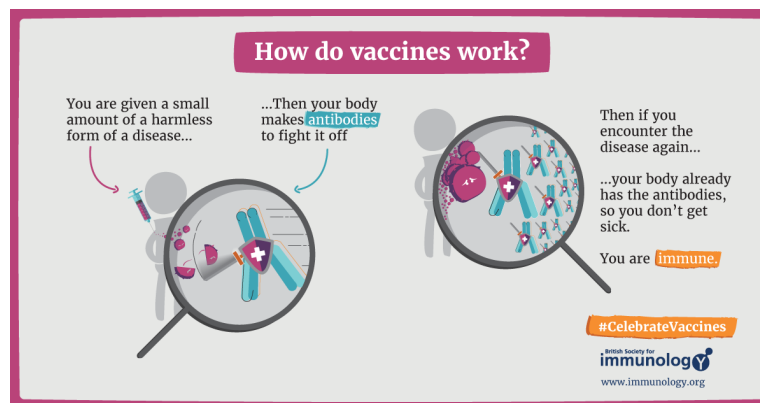 How do vaccines work?
You are given a small
amount of a harmless
form of a disease...
...Then your body
makes antibodies
to fight it off
Then if you
encounter the
disease again...
...your body already
has the antibodies,
so you don't get
sick.
You are immune.
#CelebrateVaccines
British Society for
immunology
www.immunology.org